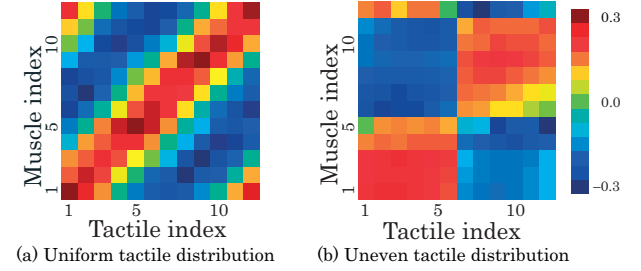 Muscle index
10
5
1
1 5 10
Tactile index
(a) Uniform tactile distribution
Muscle index
10
5
1
1 5 10
Tactile index
(b) Uneven tactile distribution
0.3
0.0
−0.3